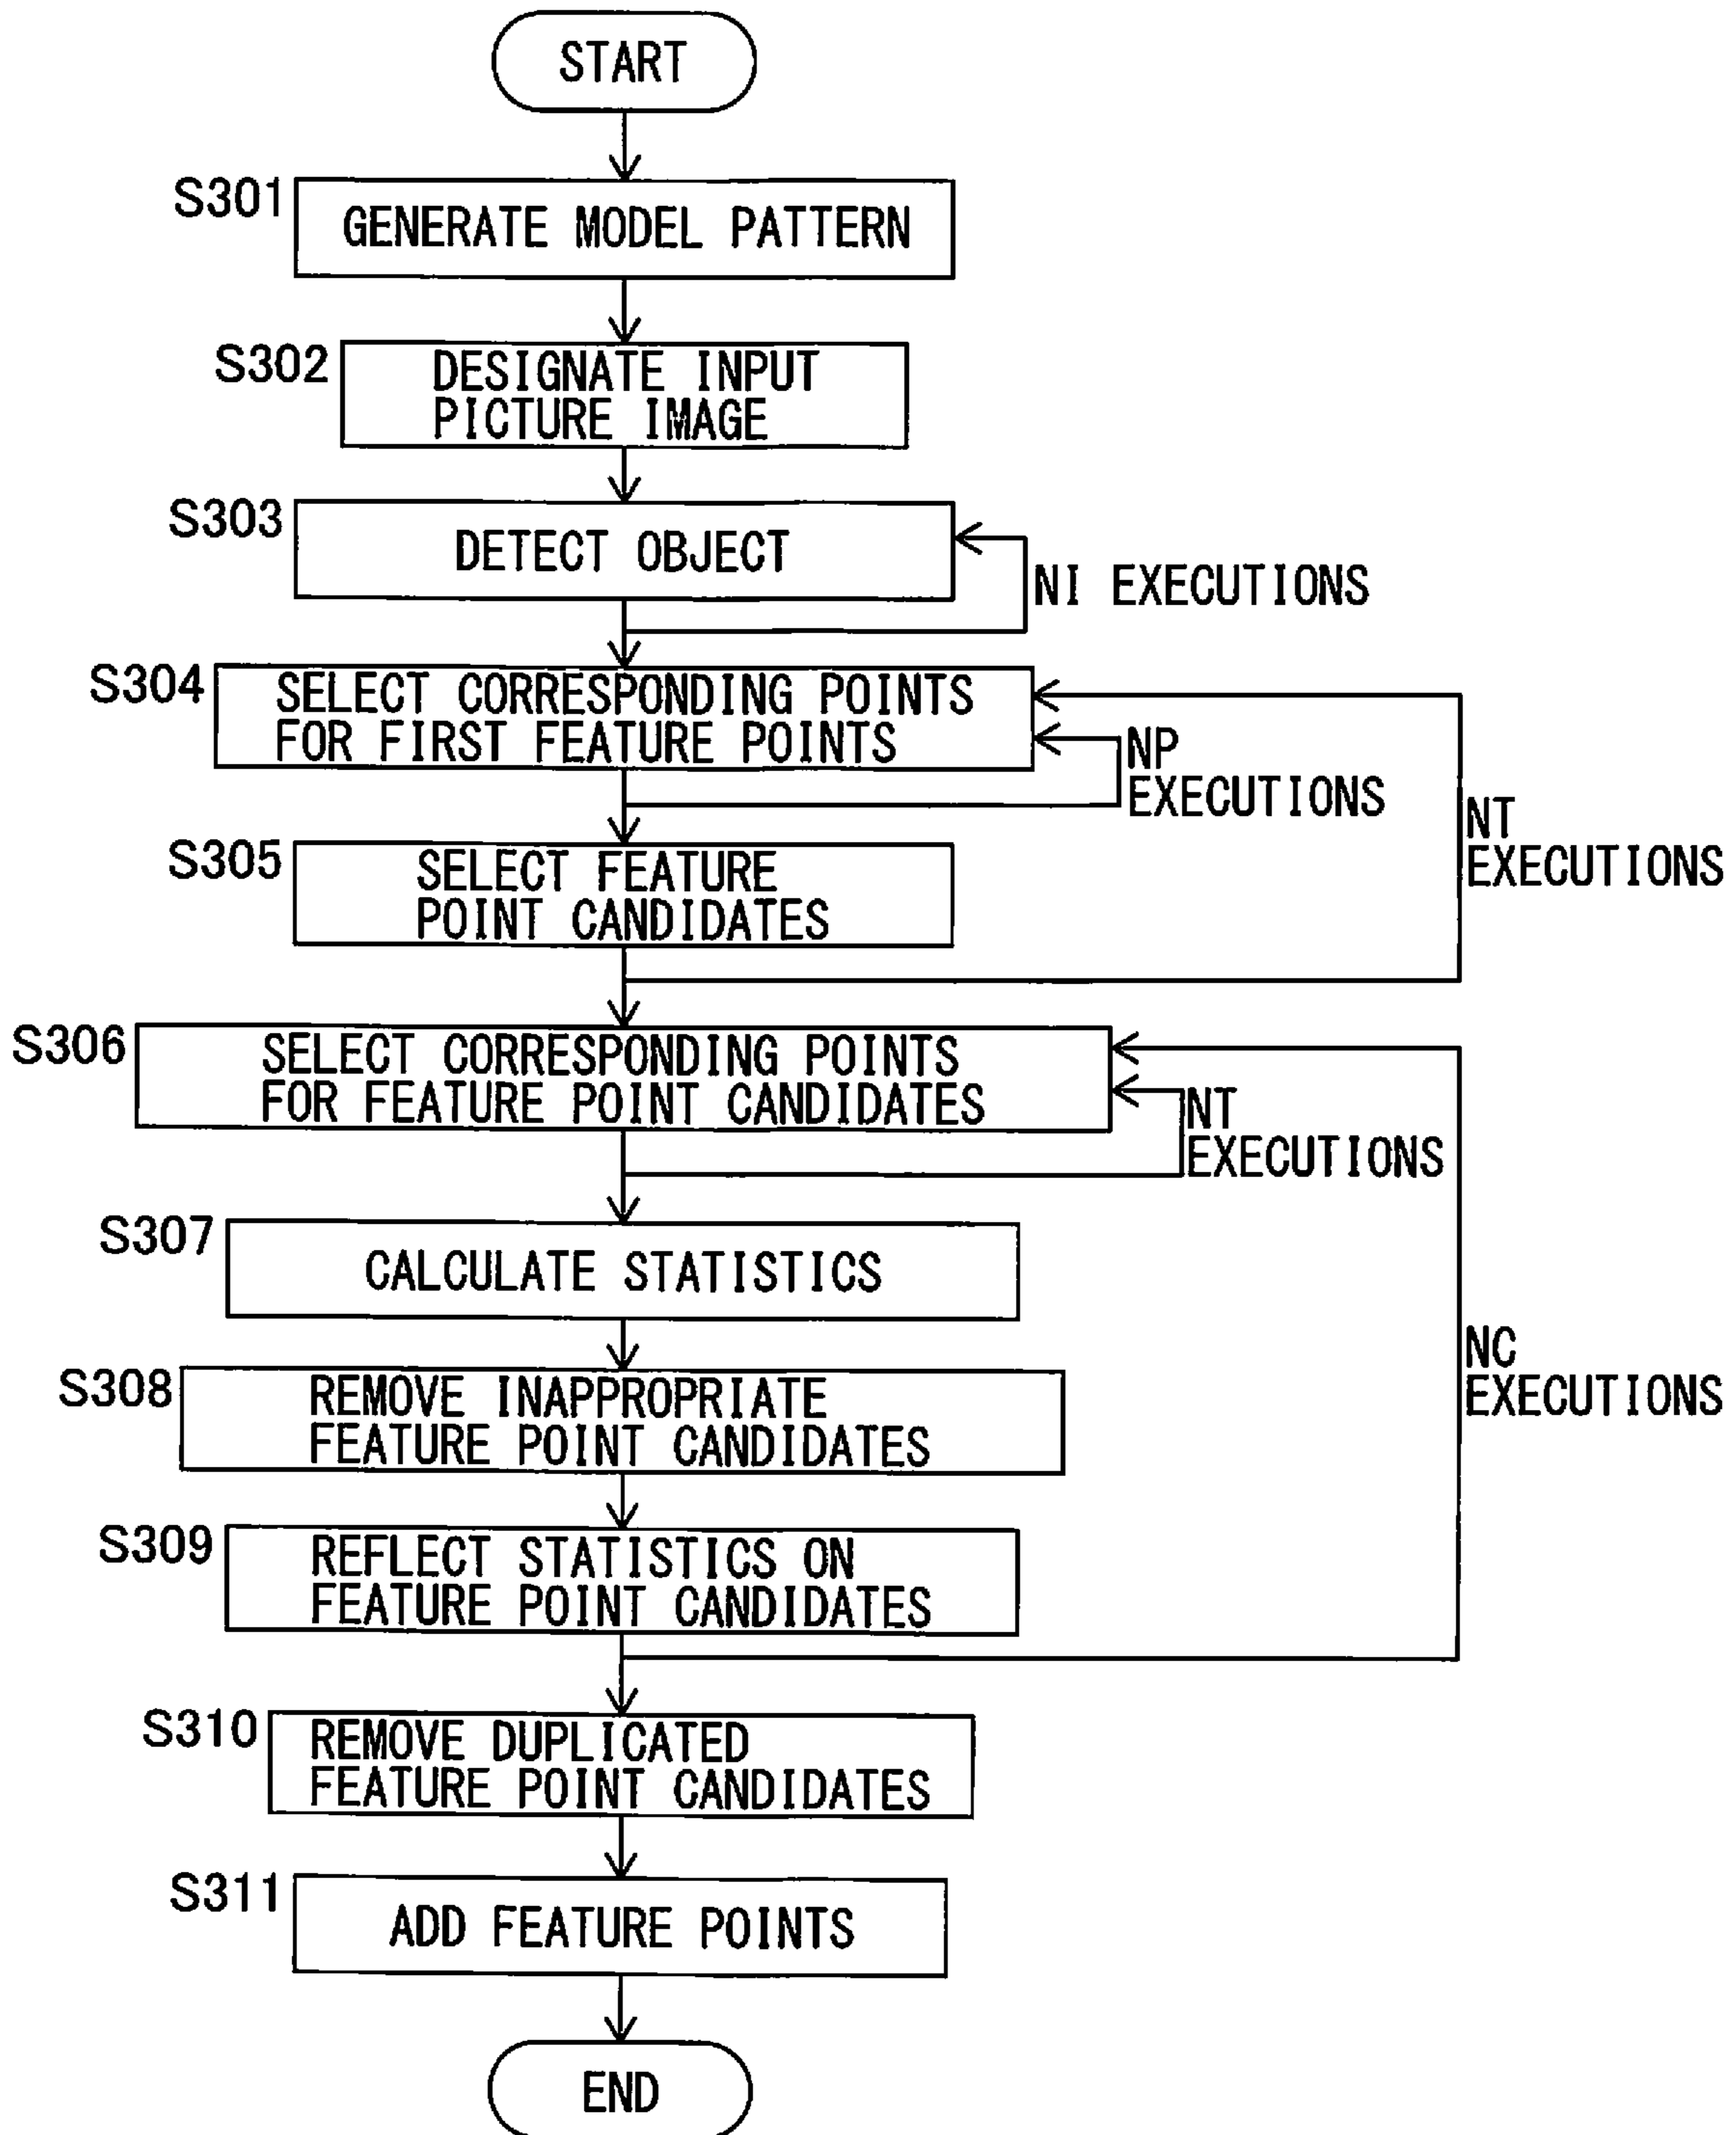 START
S301
GENERATE MODEL PATTERN
S302
DESIGNATE INPUT
PICTURE IMAGE
S303
DETECT OBJECT
NI EXECUTIONS
S304
SELECT CORRESPONDING POINTS
FOR FIRST FEATURE POINTS
NP
EXECUTIONS
NT
EXECUTIONS
S305
SELECT FEATURE
POINT CANDIDATES
S306
SELECT CORRESPONDING POINTS
FOR FEATURE POINT CANDIDATES
NT
EXECUTIONS
S307
CALCULATE STATISTICS
S308
REMOVE INAPPROPRIATE
FEATURE POINT CANDIDATES
NC
EXECUTIONS
S309
REFLECT STATISTICS ON
FEATURE POINT CANDIDATES
S310
REMOVE DUPLICATED
FEATURE POINT CANDIDATES
S311
ADD FEATURE POINTS
END